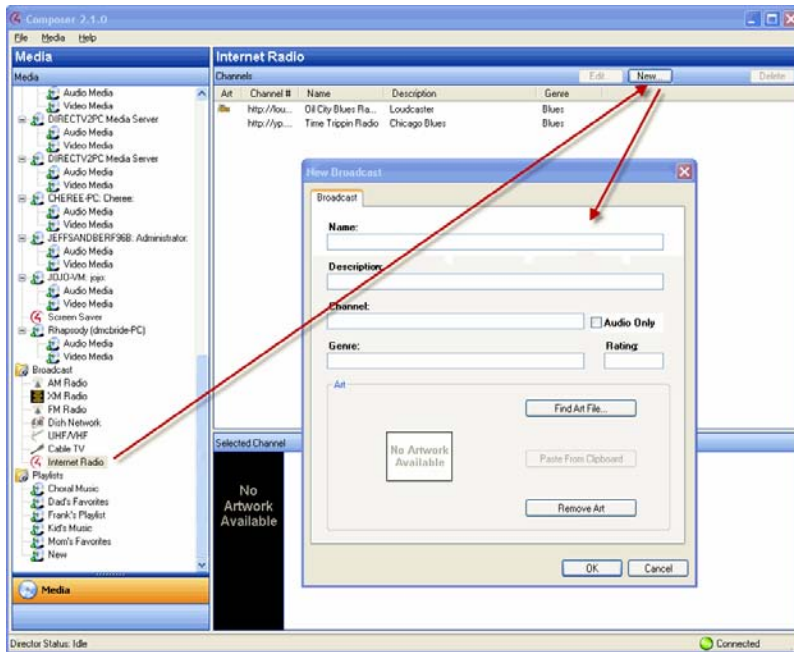 Composer 2.1.0
File Media Help
Media
Media
Audio Media
Video Media
DIRECTV2PC Media Server
Audio Media
Video Media
DIRECTV2PC Media Server
Audio Media
Video Media
CHEREE-PC: Cheree:
Audio Media
Video Media
JEFFSANDBERF96B: Administrator:
Audio Media
Video Media
JOJO-VM: jojo:
Audio Media
Video Media
Screen Saver
Rhapsody (dmcbride-PC)
Audio Media
Video Media
Broadcast
AM Radio
XM Radio
FM Radio
Dish Network
UHF/VHF
Cable TV
Internet Radio
Playlists
Choral Music
Dad's Favorites
Frank's Playlist
Kid's Music
Mom's Favorites
New
Media
Internet Radio
Channels Edit... New... Delete
Art Channel # Name Description Genre
http://lou... Oil City Blues Ra... Loudcaster Blues
http://yp.... Time Trippin Radio Chicago Blues Blues
Selected Channel
No
Artwork
Available
New Broadcast
Broadcast
Name:
Description:
Channel:
Audio Only
Genre: Rating:
Art
No Artwork
Available
Find Art File...
Paste From Clipboard
Remove Art
OK Cancel
Director Status: Idle Connected